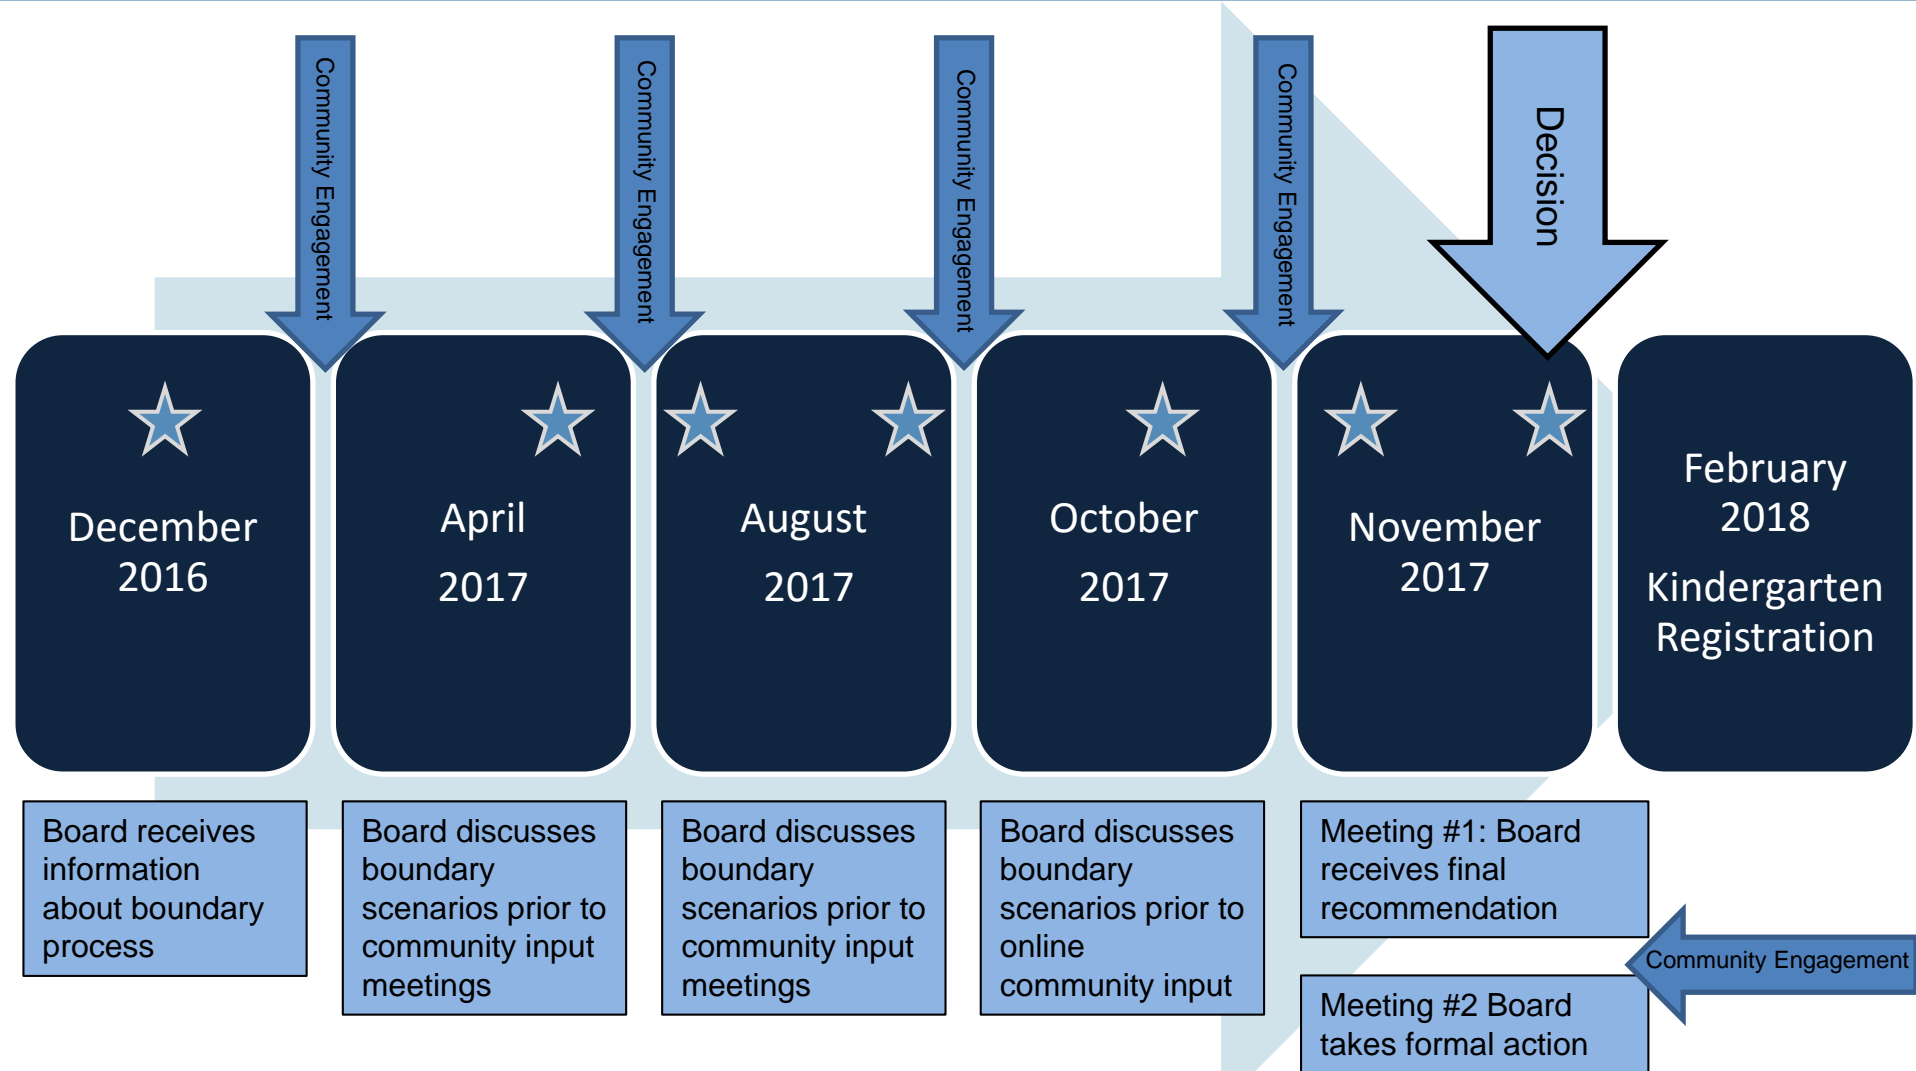 Community Engagement
Community Engagement
Community Engagement
Community Engagement
Decision
December
2016
April
2017
August
2017
October
2017
November
2017
February
2018
Kindergarten
Registration
Board receives
information
about boundary
process
Board discusses
boundary
scenarios prior to
community input
meetings
Board discusses
boundary
scenarios prior to
community input
meetings
Board discusses
boundary
scenarios prior to
online
community input
Meeting #1: Board
receives final
recommendation
Community Engagement
Meeting #2 Board
takes formal action